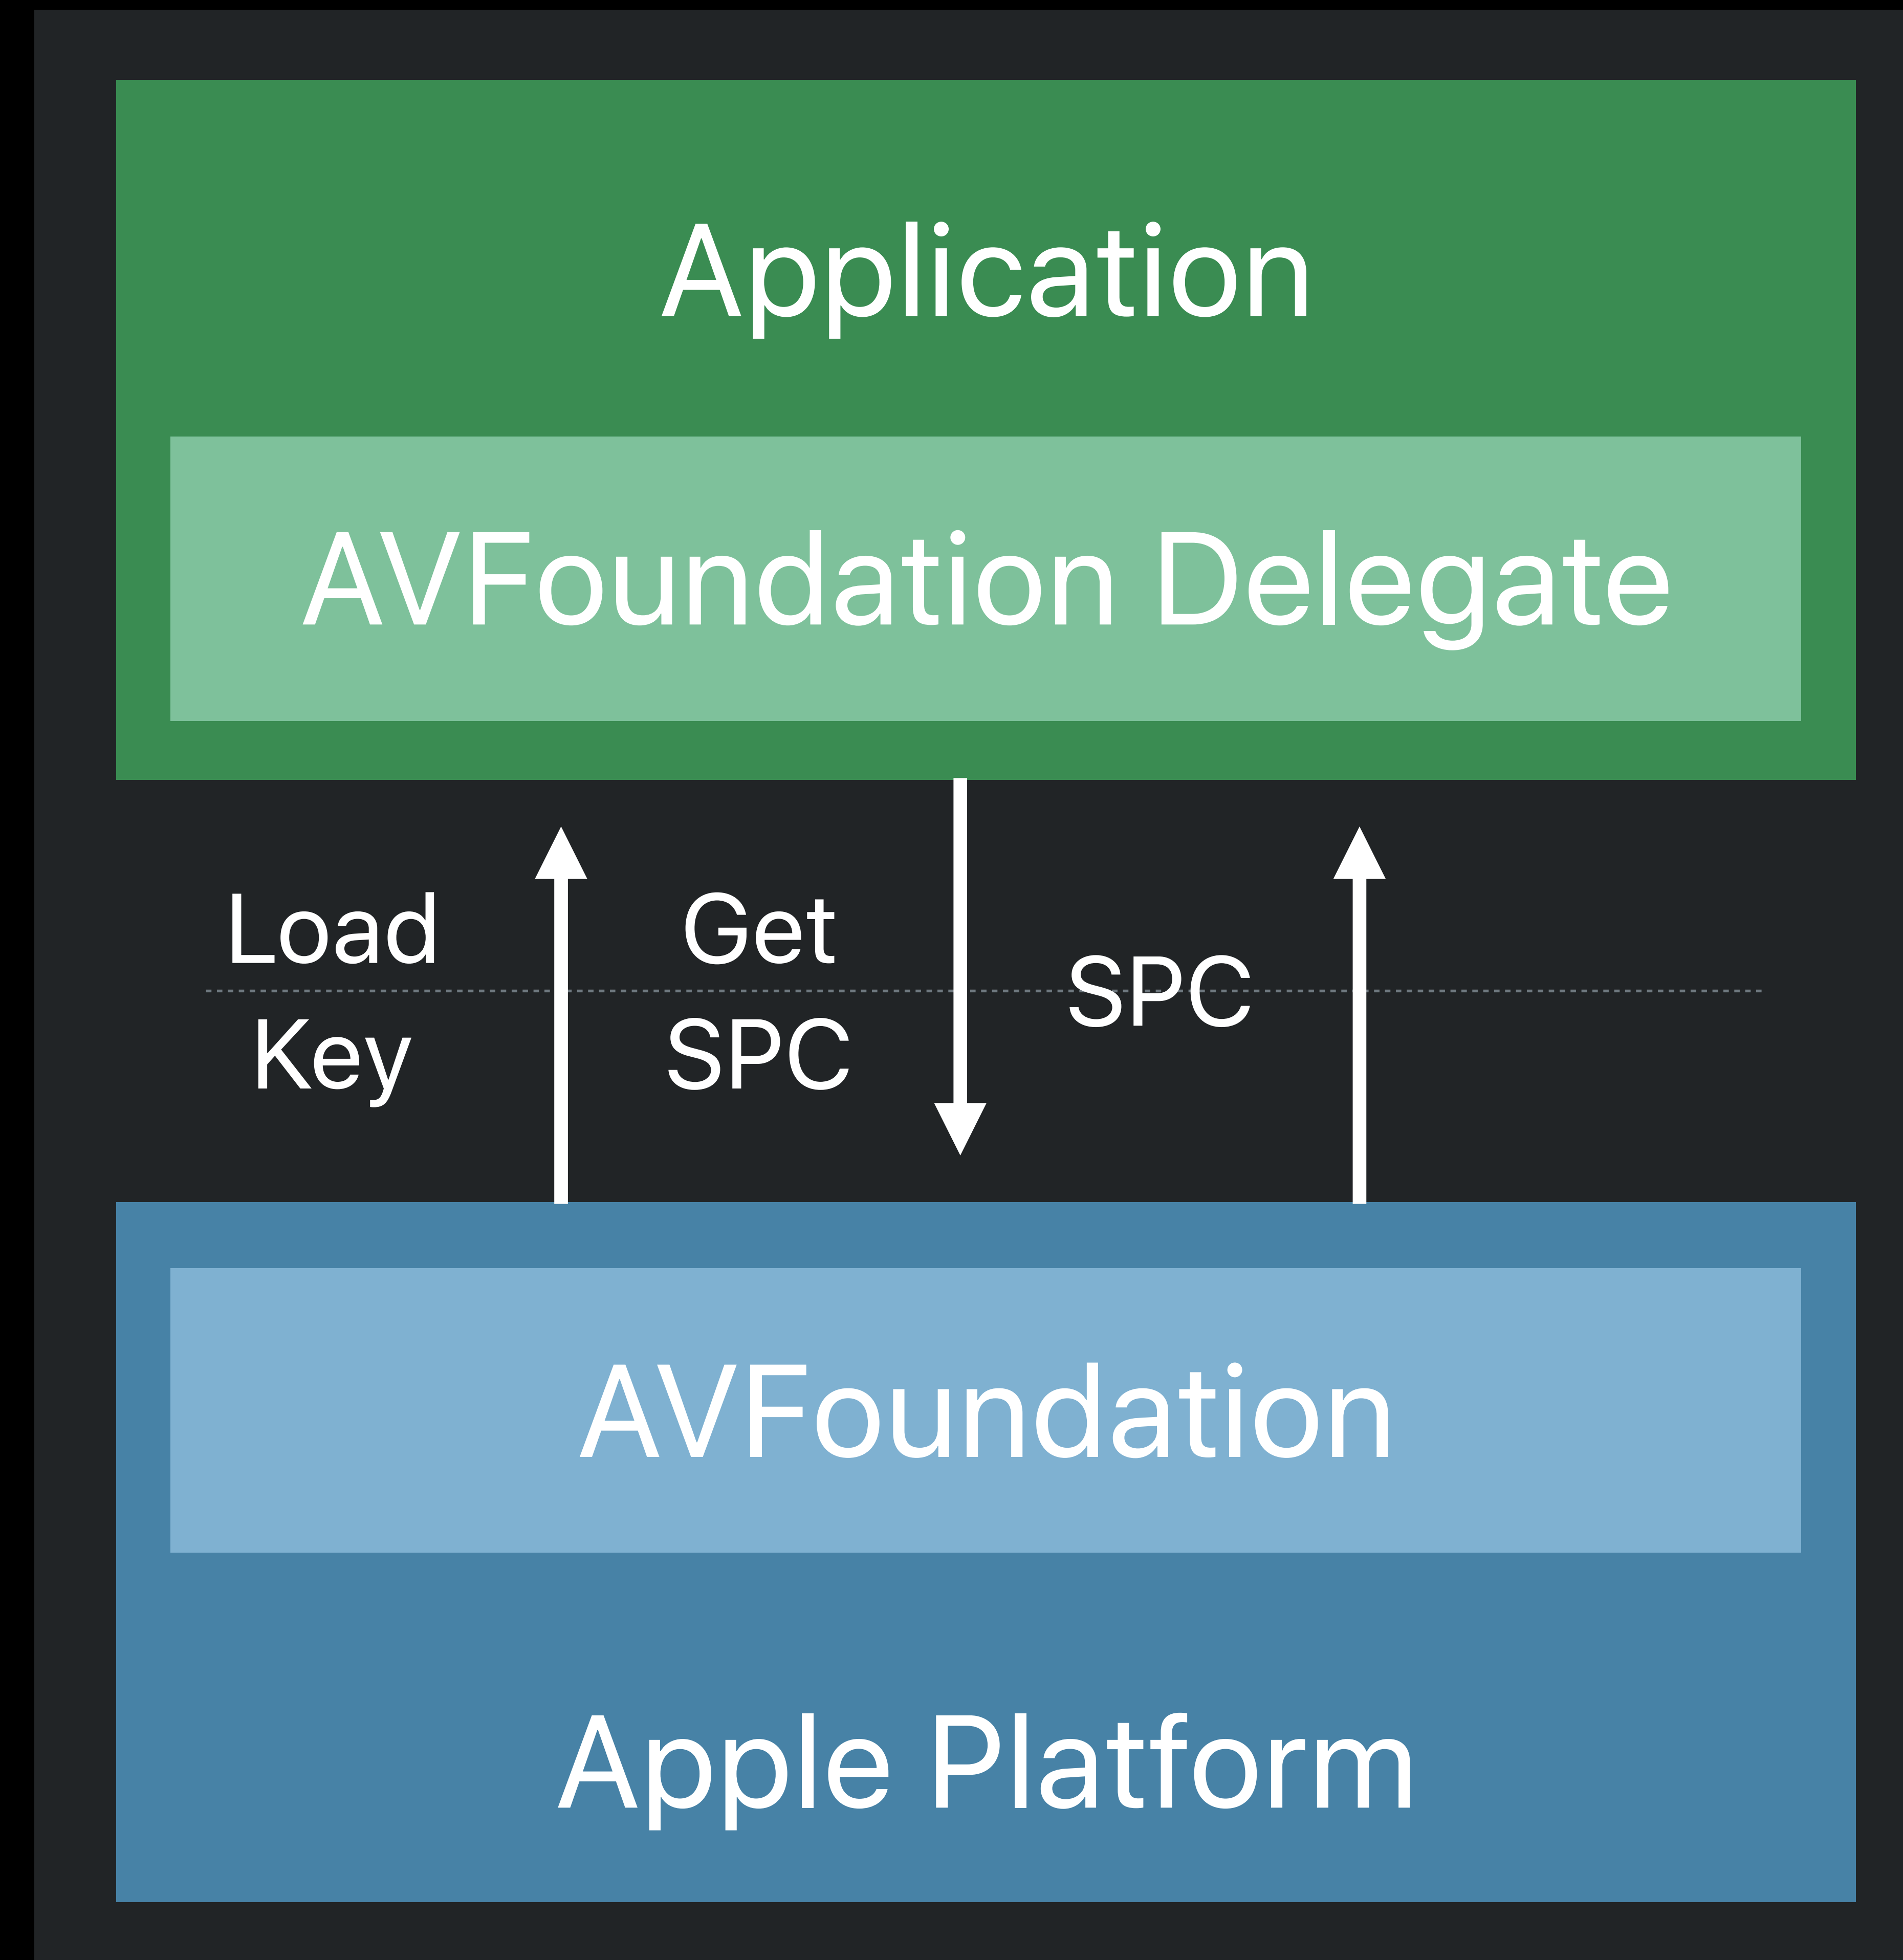 Application
AVFoundation Delegate
Load
Key
Get
SPC
SPC
AVFoundation
Apple Platform